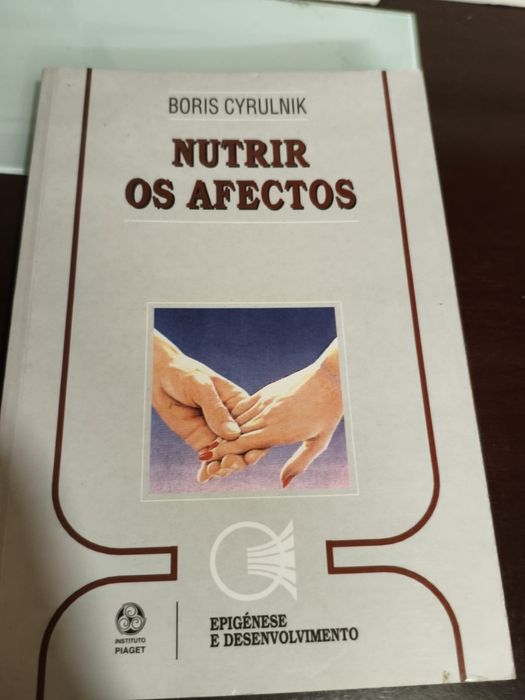 BORIS CYRULNIK
NUTRIR
OS AFECTOS
INSTITUTO
PIAGET
EPIGÉNESE
E DESENVOLVIMENTO